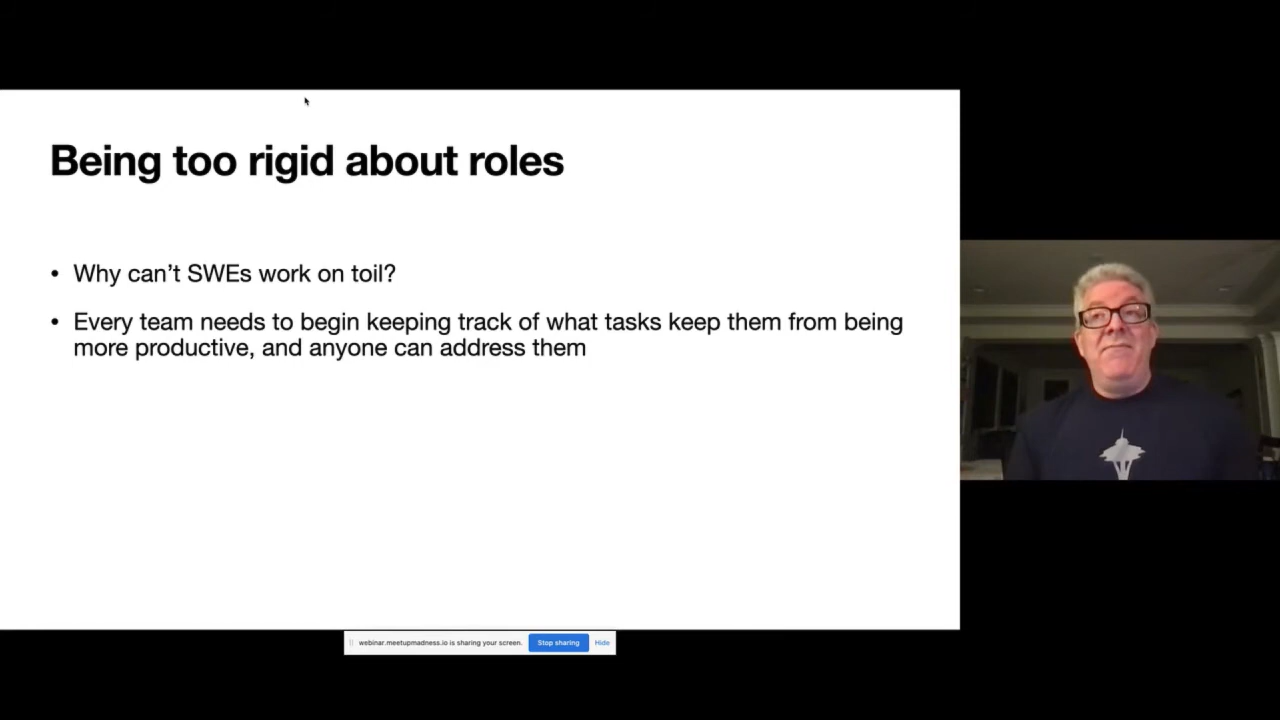 Being too rigid about roles
• Why can’t SWEs work on toil?
• Every team needs to begin keeping track of what tasks keep them from being
more productive, and anyone can address them
webinar.meetupmadness.io is sharing your screen. Stop sharing Hide